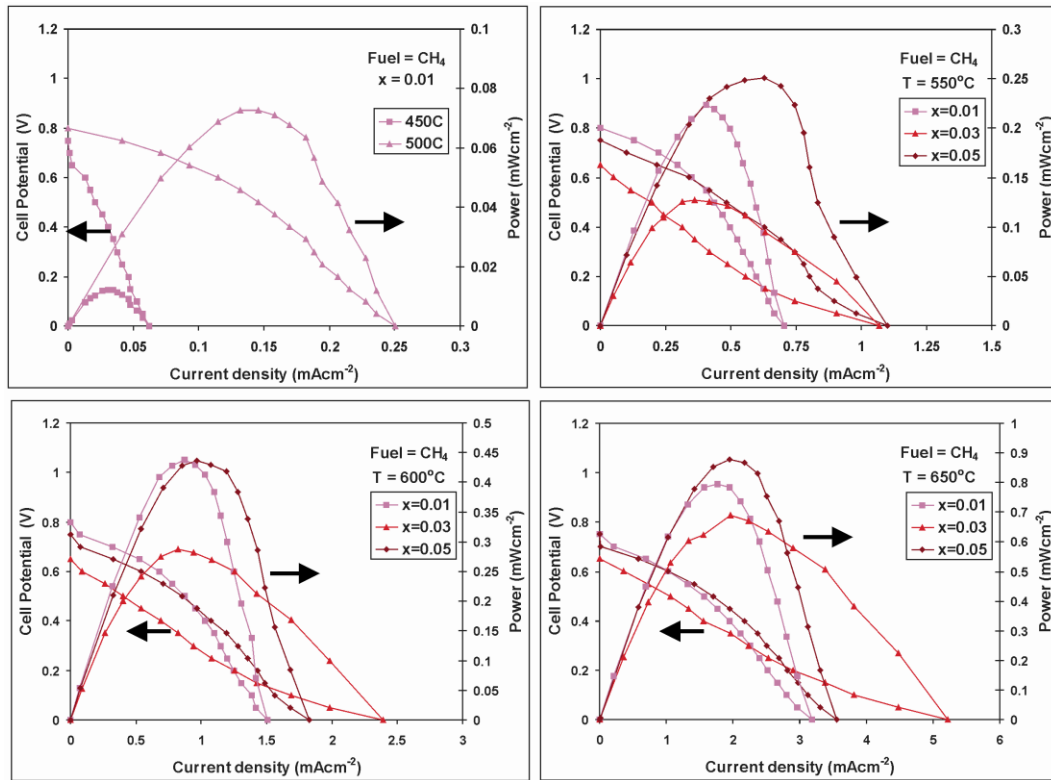 Fuel = CH₄
x = 0.01
450C
500C
Cell Potential (V)
Power (mWcm⁻²)
1.2
1
0.8
0.6
0.4
0.2
0
0.1
0.08
0.06
0.04
0.02
0
0 0.05 0.1 0.15 0.2 0.25 0.3
Current density (mAcm⁻²)
Fuel = CH₄
T = 550°C
x=0.01
x=0.03
x=0.05
Cell Potential (V)
Power (mWcm⁻²)
1.2
1
0.8
0.6
0.4
0.2
0
0.3
0.25
0.2
0.15
0.1
0.05
0
0 0.25 0.5 0.75 1 1.25 1.5
Current density (mAcm⁻²)
Fuel = CH₄
T = 600°C
x=0.01
x=0.03
x=0.05
Cell Potential (V)
Power (mWcm⁻²)
1.2
1
0.8
0.6
0.4
0.2
0
0.5
0.45
0.4
0.35
0.3
0.25
0.2
0.15
0.1
0.05
0
0 0.5 1 1.5 2 2.5 3
Current density (mAcm⁻²)
Fuel = CH₄
T = 650°C
x=0.01
x=0.03
x=0.05
Cell Potential (V)
Power (mWcm⁻²)
1.2
1
0.8
0.6
0.4
0.2
0
1
0.9
0.8
0.7
0.6
0.5
0.4
0.3
0.2
0.1
0
0 1 2 3 4 5 6
Current density (mAcm⁻²)